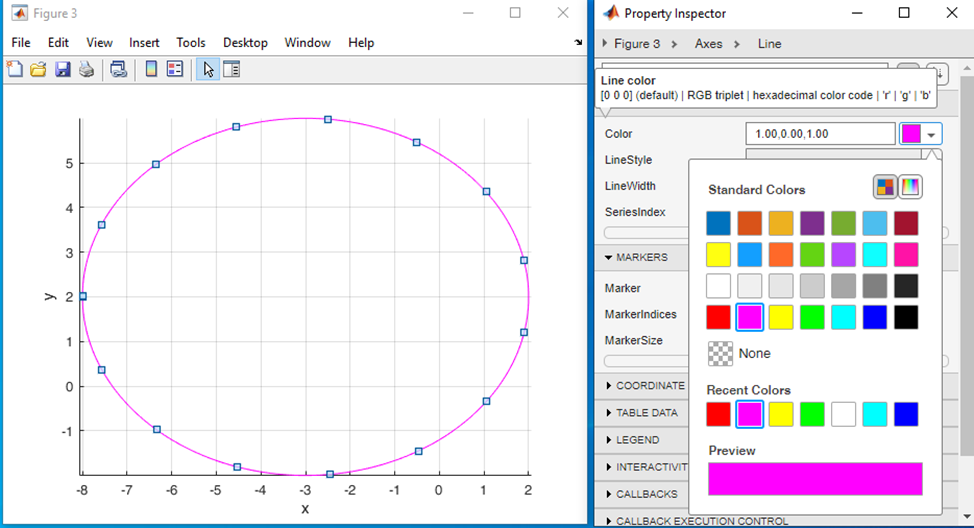 Figure 3
File Edit View Insert Tools Desktop Window Help
5
4
3
2
1
0
-1
y
-8 -7 -6 -5 -4 -3 -2 -1 0 1 2
x
Property Inspector
Figure 3 > Axes > Line
Line color
[0 0 0] (default) | RGB triplet | hexadecimal color code | 'r' | 'g' | 'b'
Color 1.00,0.00,1.00
LineStyle
LineWidth
SeriesIndex
MARKERS
Marker
MarkerIndices
MarkerSize
COORDINATE
TABLE DATA
LEGEND
INTERACTIVIT
CALLBACKS
CALLBACK EXECUTION CONTROL
Standard Colors
None
Recent Colors
Preview